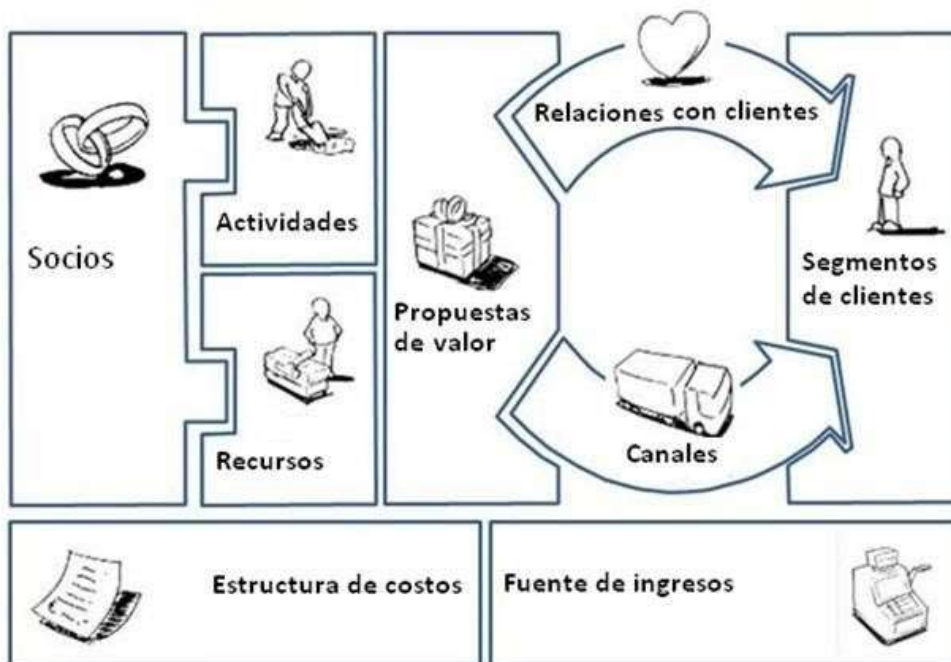 Socios
Actividades
Recursos
Propuestas
de valor
Relaciones con clientes
Canales
Segmentos
de clientes
Estructura de costos
Fuente de ingresos